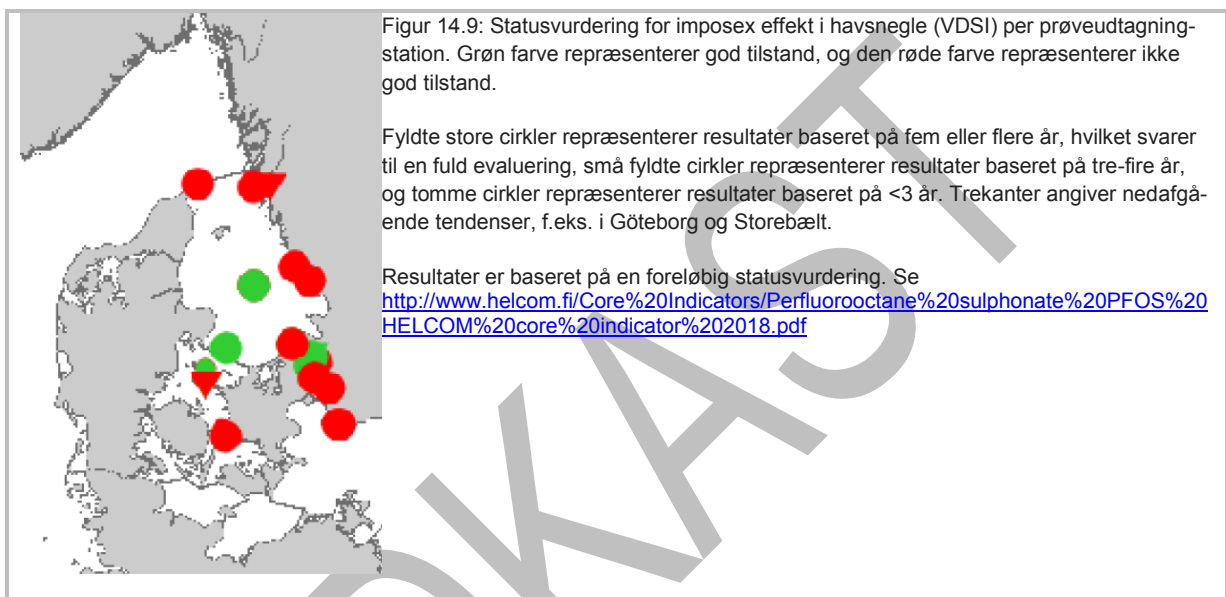 Figur 14.9: Statusvurdering for imposex effekt i havsnegle (VDSI) per prøveudtagning-
station. Grøn farve repræsenterer god tilstand, og den røde farve repræsenterer ikke
god tilstand.
Fyldte store cirkler repræsenterer resultater baseret på fem eller flere år, hvilket svarer
til en fuld evaluering, små fyldte cirkler repræsenterer resultater baseret på tre-fire år,
og tomme cirkler repræsenterer resultater baseret på <3 år. Trekanter angiver nedafgå-
ende tendenser, f.eks. i Göteborg og Storebælt.
Resultater er baseret på en foreløbig statusvurdering. Se
http://www.helcom.fi/Core%20Indicators/Perfluorooctane%20sulphonate%20PFOS%20
HELCOM%20core%20indicator%202018.pdf